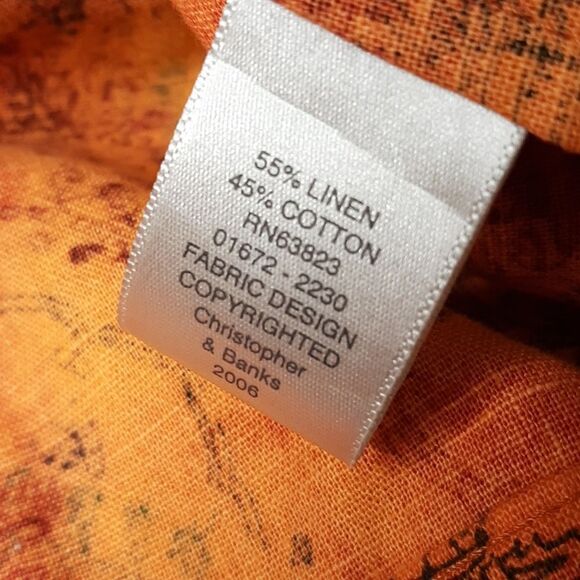 55% LINEN
45% COTTON
RN63823
01672 - 2230
FABRIC DESIGN
COPYRIGHTED
Christopher
& Banks
2006